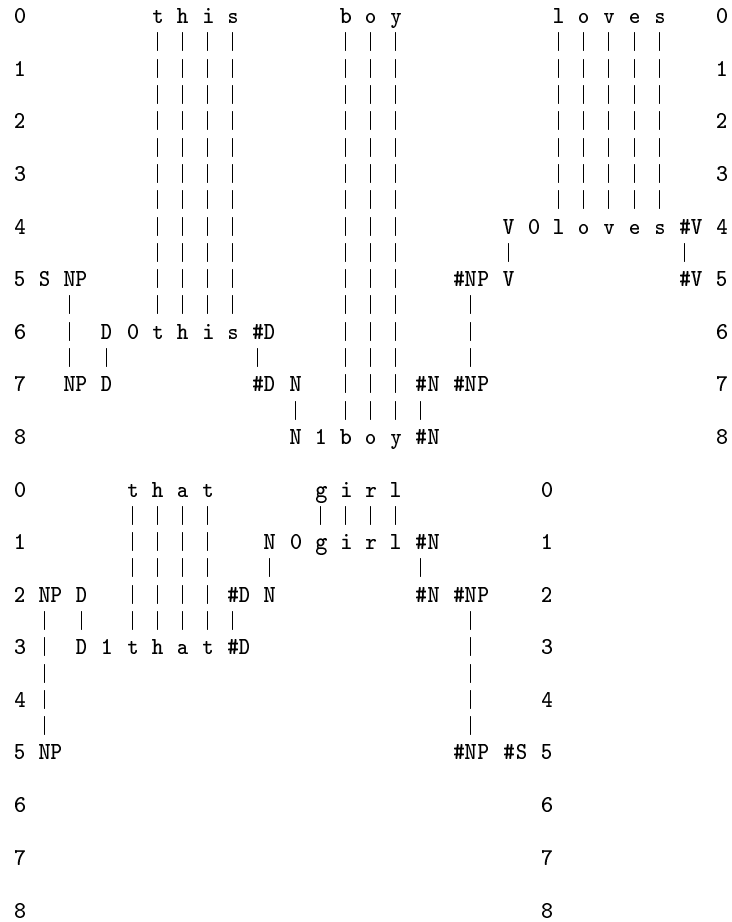 0 t h i s b o y l o v e s 0
1 1
2 2
3 3
4 V 0 l o v e s #V 4
5 S NP #NP V #V 5
6 D 0 t h i s #D 6
7 NP D #D N #N #NP 7
8 N 1 b o y #N 8
0 t h a t g i r l 0
1 N 0 g i r l #N 1
2 NP D #D N #N #NP 2
3 D 1 t h a t #D 3
4 4
5 NP #NP #S 5
6 6
7 7
8 8